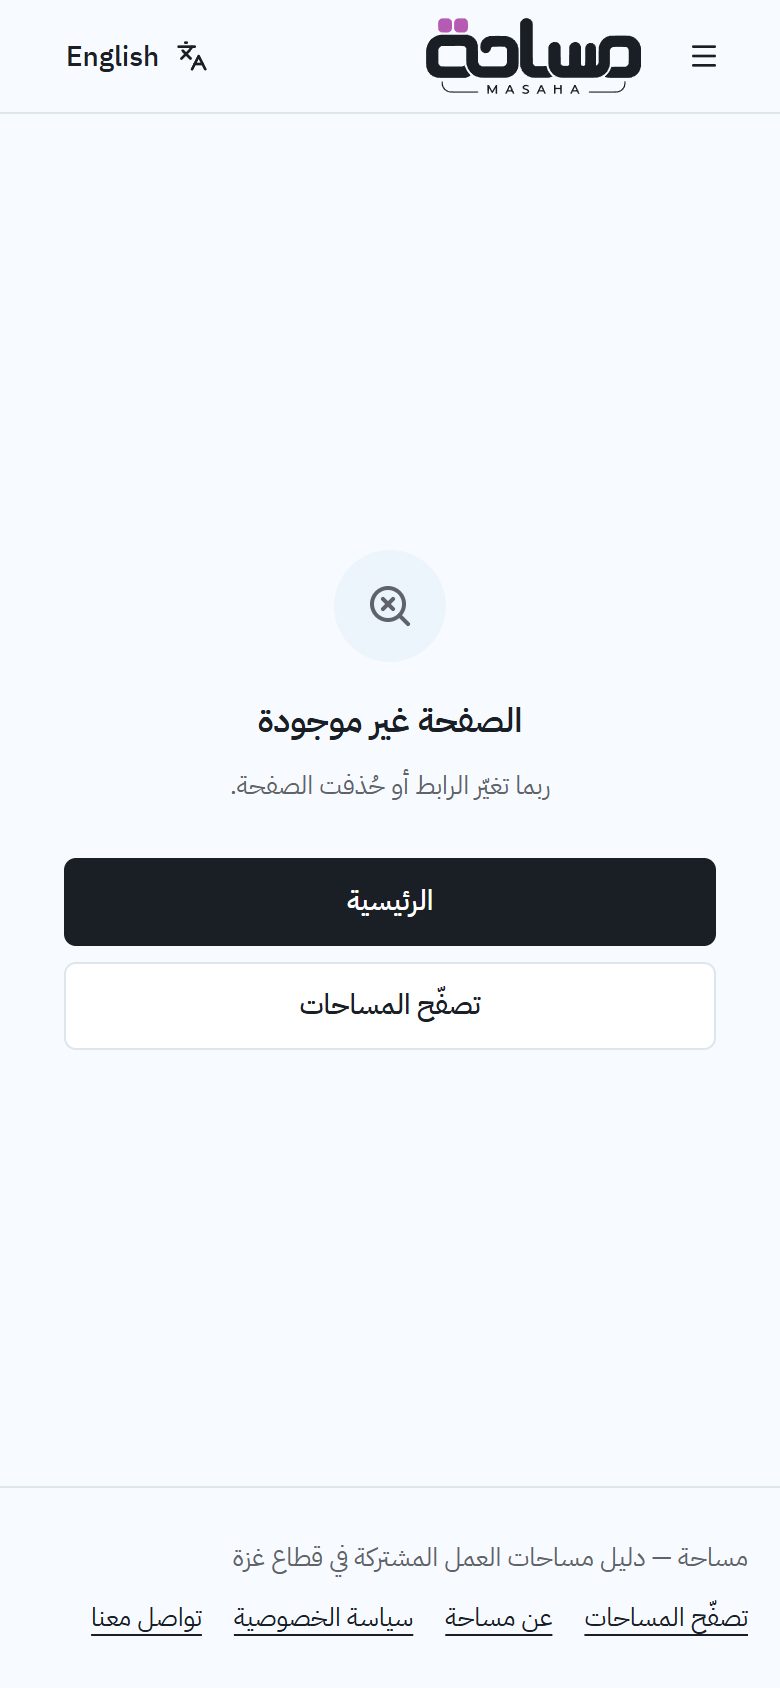 مساحة
MASAHA
English
الصفحة غير موجودة
ربما تغيّر الرابط أو حُذفت الصفحة.
الرئيسية
تصفّح المساحات
مساحة — دليل مساحات العمل المشتركة في قطاع غزة
تصفّح المساحات عن مساحة سياسة الخصوصية تواصل معنا